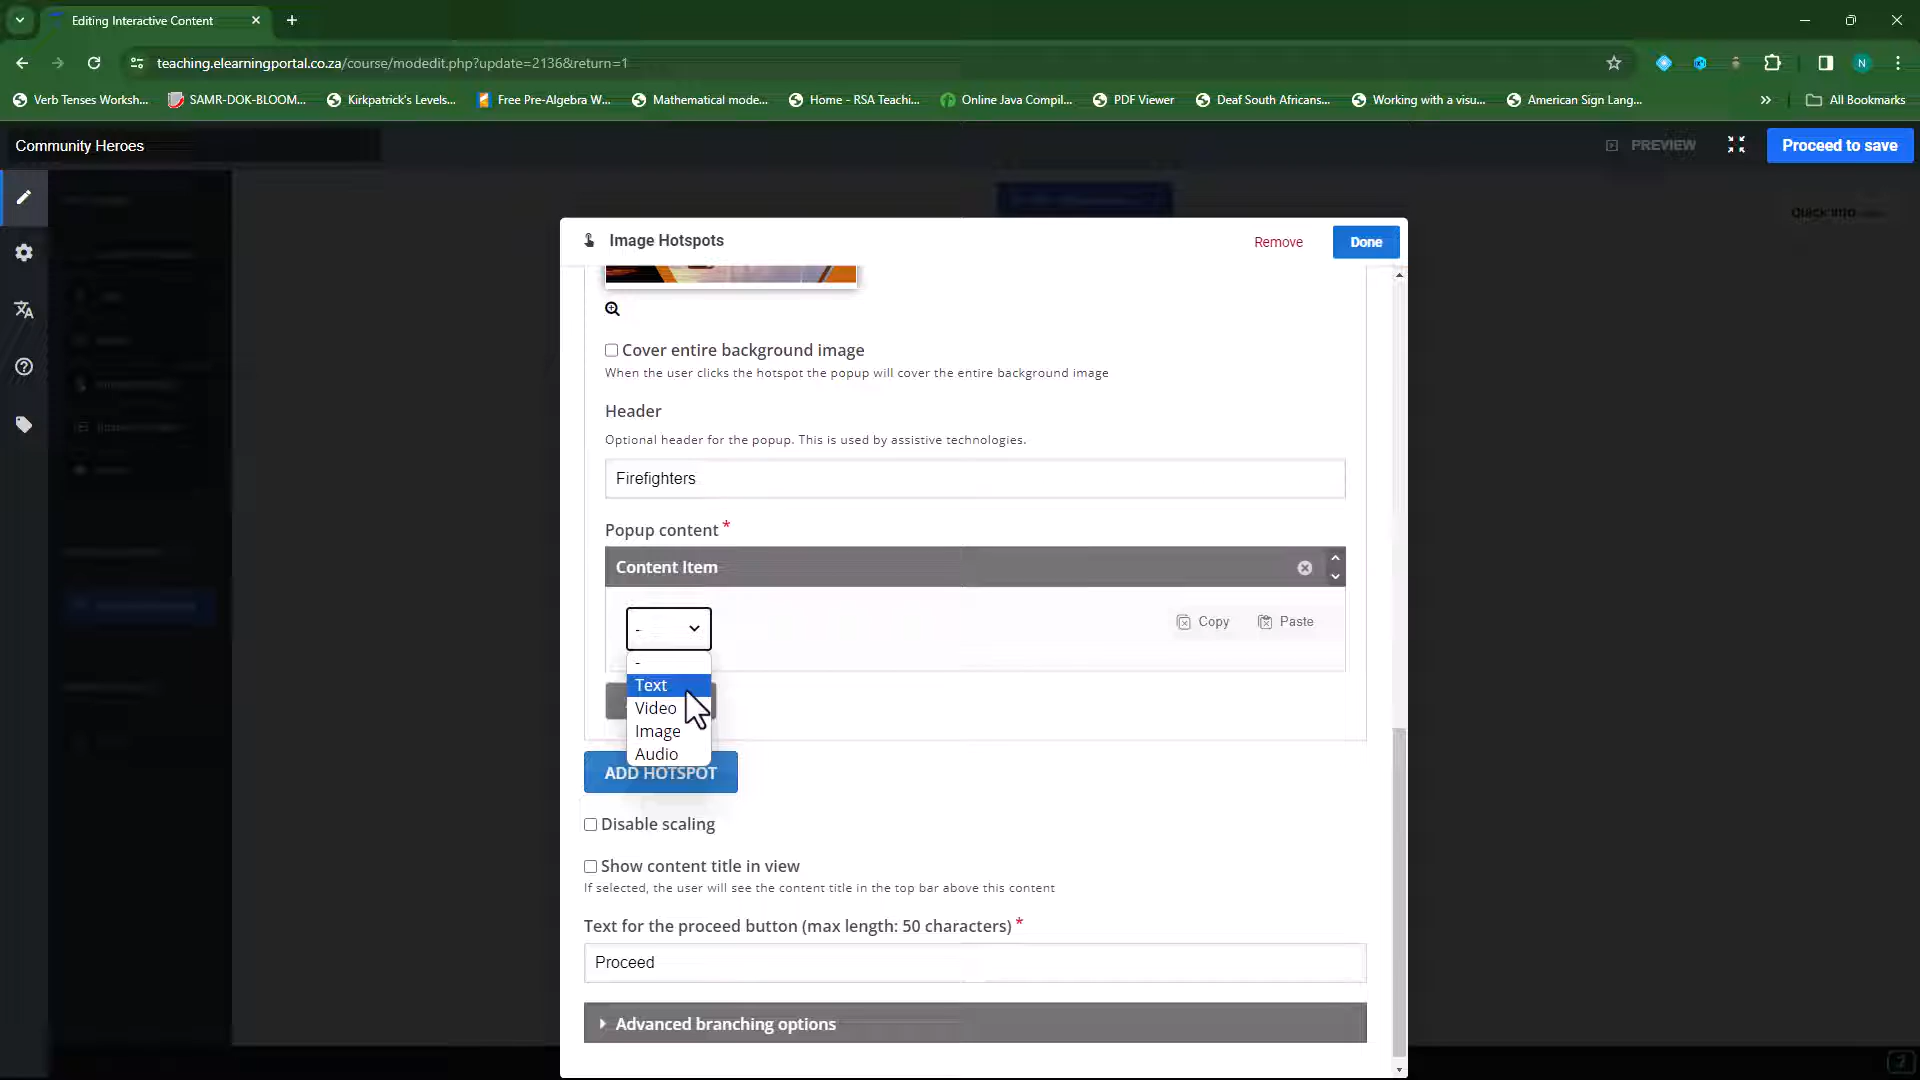 Editing Interactive Content
teaching.elearningportal.co.za/course/modedit.php?update=2136&return=1
N
Verb Tenses Worksh...
SAMR-DOK-BLOOM...
Kirkpatrick's Levels...
Free Pre-Algebra W...
Mathematical mode...
Home - RSA Teachi...
Online Java Compil...
PDF Viewer
Deaf South Africans...
Working with a visu...
American Sign Lang...
All Bookmarks
Community Heroes
PREVIEW
Proceed to save
Image Hotspots
Remove
Done
Cover entire background image
When the user clicks the hotspot the popup will cover the entire background image
Header
Optional header for the popup. This is used by assistive technologies.
Firefighters
Popup content *
Content Item
-
Copy
Paste
-
Text
Video
Image
Audio
ADD HOTSPOT
Disable scaling
Show content title in view
If selected, the user will see the content title in the top bar above this content
Text for the proceed button (max length: 50 characters) *
Proceed
Advanced branching options